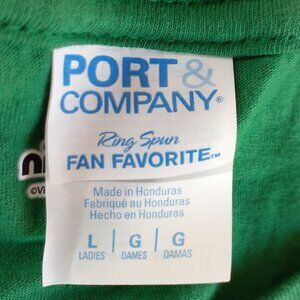 PORT &
COMPANY®
Ring Spun
FAN FAVORITE™
Made in Honduras
Fabriqué au Honduras
Hecho en Honduras
L G G
LADIES DAMES DAMAS